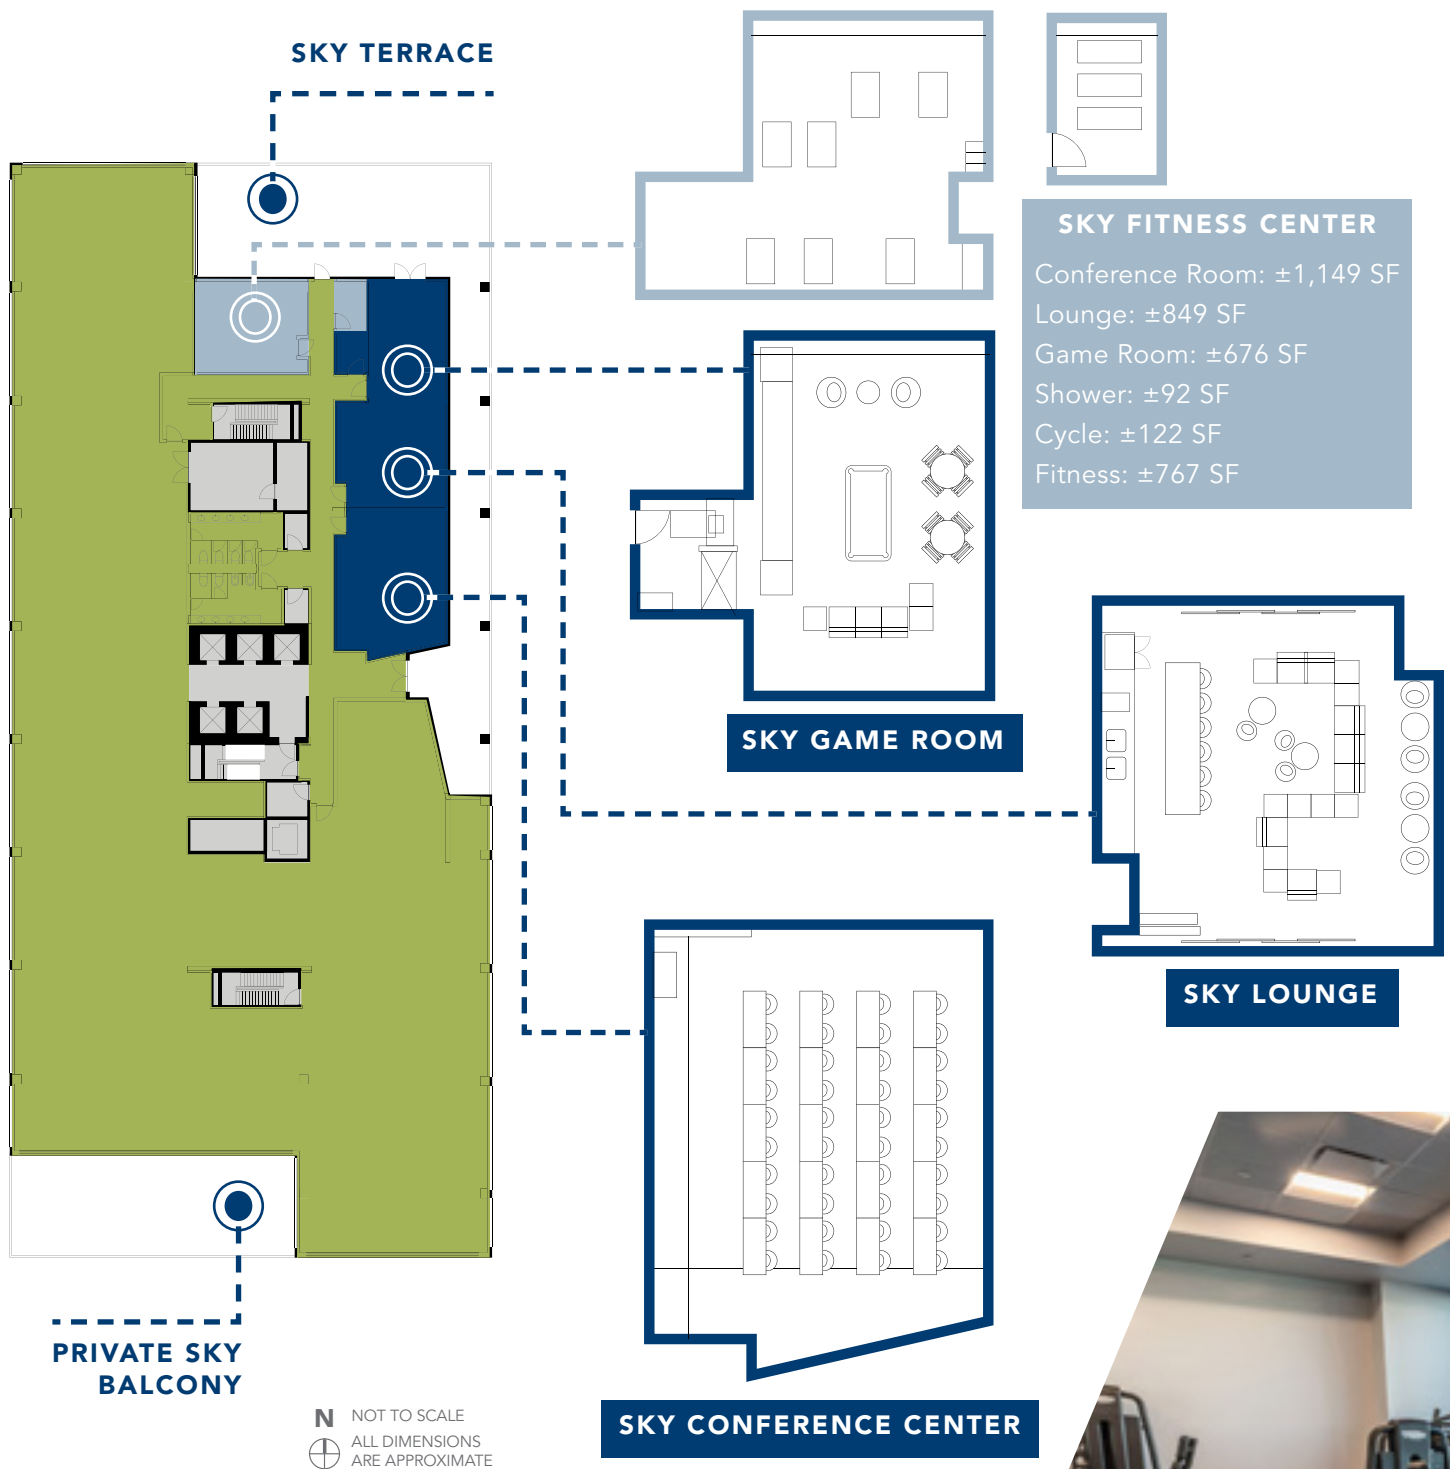 SKY TERRACE
SKY FITNESS CENTER
Conference Room: ±1,149 SF
Lounge: ±849 SF
Game Room: ±676 SF
Shower: ±92 SF
Cycle: ±122 SF
Fitness: ±767 SF
SKY GAME ROOM
SKY LOUNGE
PRIVATE SKY
BALCONY
SKY CONFERENCE CENTER
N NOT TO SCALE
ALL DIMENSIONS
ARE APPROXIMATE